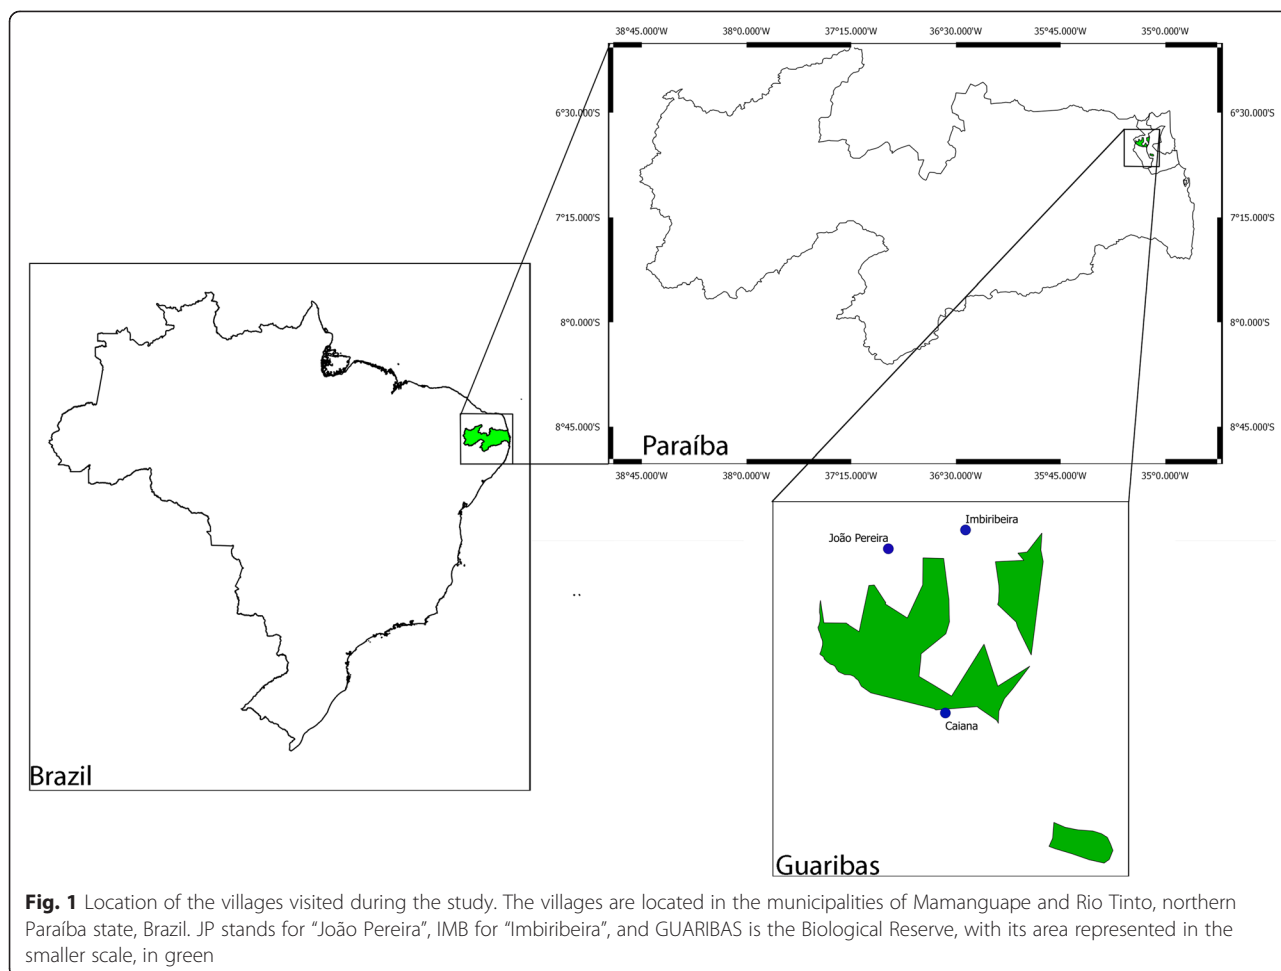 38°45.000'W 38°0.000'W 37°15.000'W 36°30.000'W 35°45.000'W 35°0.000'W
6°30.000'S 6°30.000'S
7°15.000'S 7°15.000'S
8°0.000'S 8°0.000'S
8°45.000'S 8°45.000'S
Paraíba
38°45.000'W 38°0.000'W 37°15.000'W 36°30.000'W 35°45.000'W 35°0.000'W
Imbiribeira
João Pereira
Caiana
Brazil
Guaribas
Fig. 1 Location of the villages visited during the study. The villages are located in the municipalities of Mamanguape and Rio Tinto, northern
Paraíba state, Brazil. JP stands for “João Pereira”, IMB for “Imbiribeira”, and GUARIBAS is the Biological Reserve, with its area represented in the
smaller scale, in green